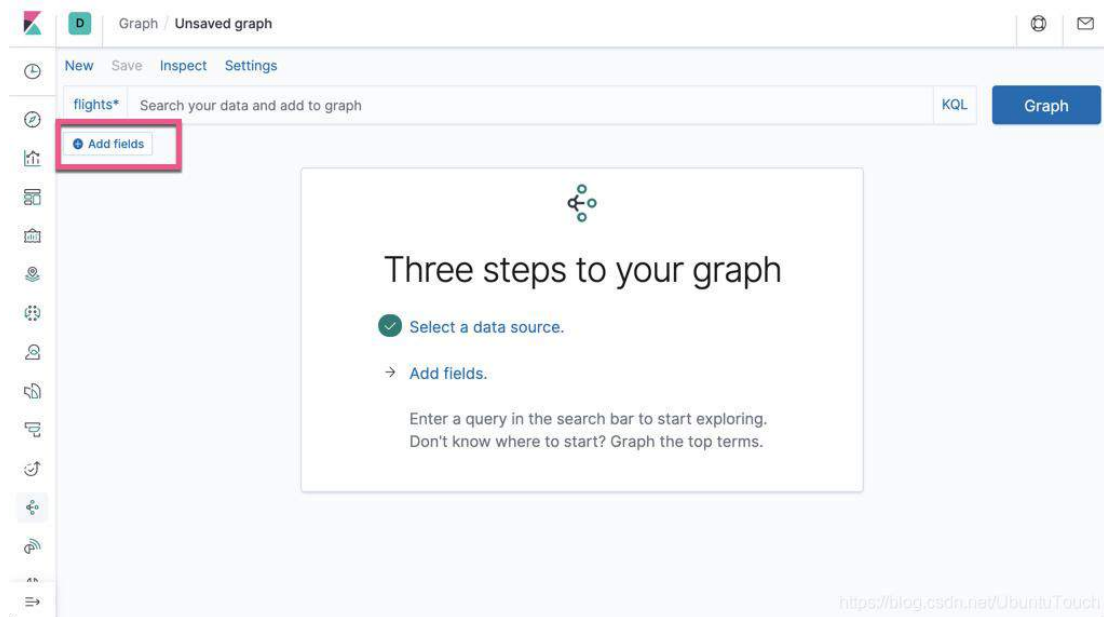 D Graph / Unsaved graph
New Save Inspect Settings
flights* Search your data and add to graph KQL Graph
Add fields
Three steps to your graph
Select a data source.
Add fields.
Enter a query in the search bar to start exploring.
Don't know where to start? Graph the top terms.
https://blog.csdn.net/UbuntuTouch